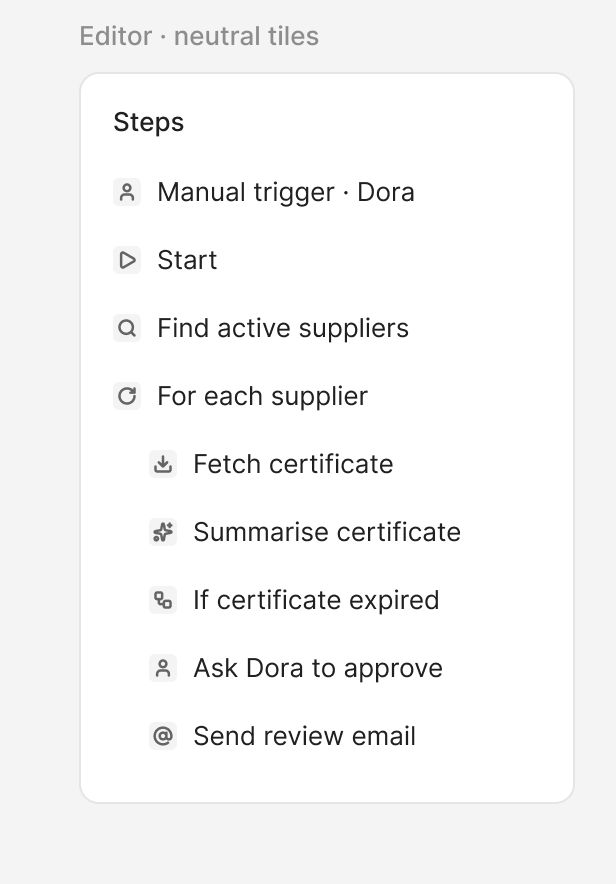 Editor · neutral tiles
Steps
Manual trigger · Dora
Start
Find active suppliers
For each supplier
Fetch certificate
Summarise certificate
If certificate expired
Ask Dora to approve
Send review email